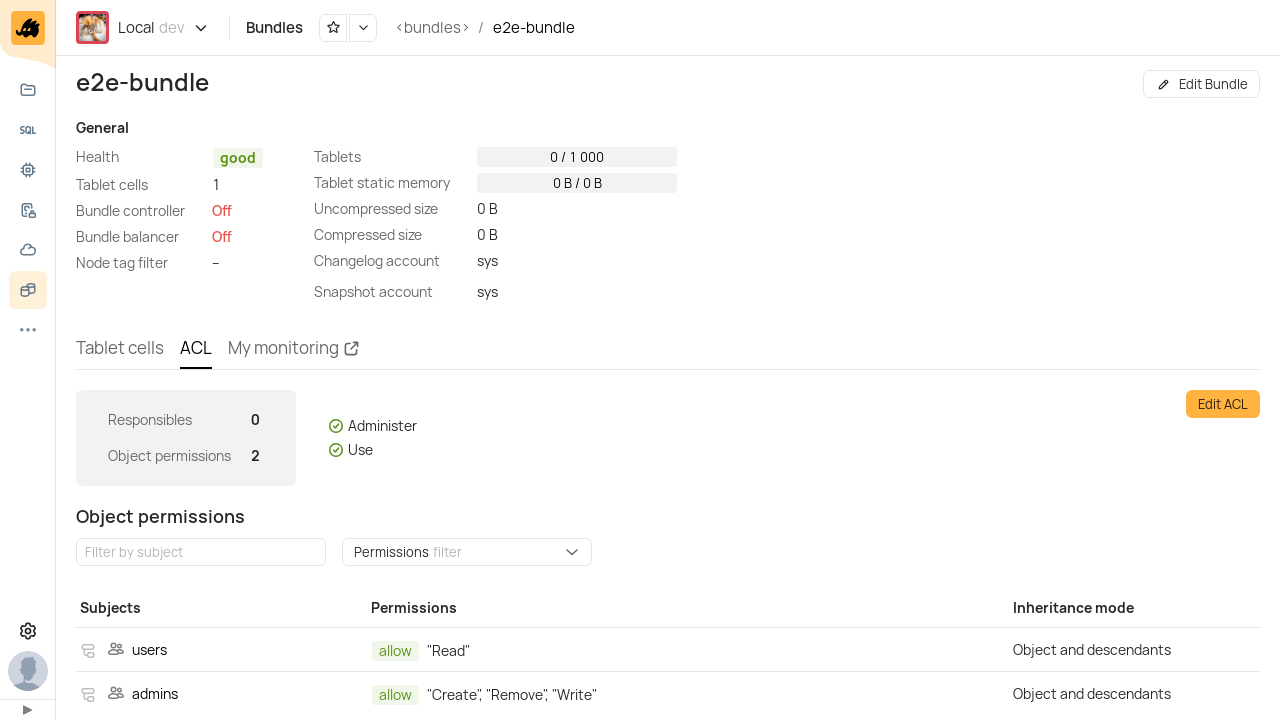 Local dev
Bundles
<bundles> / e2e-bundle
SQL
e2e-bundle
Edit Bundle
General
Health good
Tablet cells 1
Bundle controller Off
Bundle balancer Off
Node tag filter –
Tablets 0 / 1 000
Tablet static memory 0 B / 0 B
Uncompressed size 0 B
Compressed size 0 B
Changelog account sys
Snapshot account sys
Tablet cells ACL My monitoring
Responsibles 0
Object permissions 2
Administer
Use
Edit ACL
Object permissions
Filter by subject
Permissions filter
Subjects Permissions Inheritance mode
users allow "Read" Object and descendants
admins allow "Create", "Remove", "Write" Object and descendants